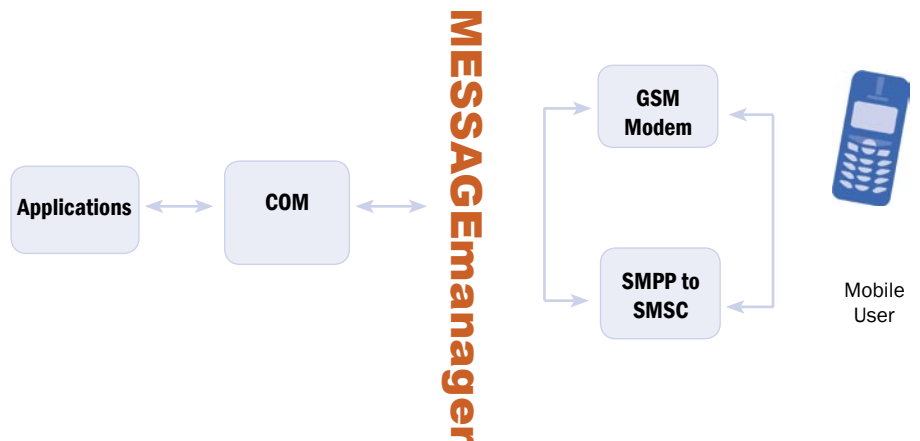 Applications
COM
MESSAGEmanager
GSM
Modem
SMPP to
SMSC
Mobile
User